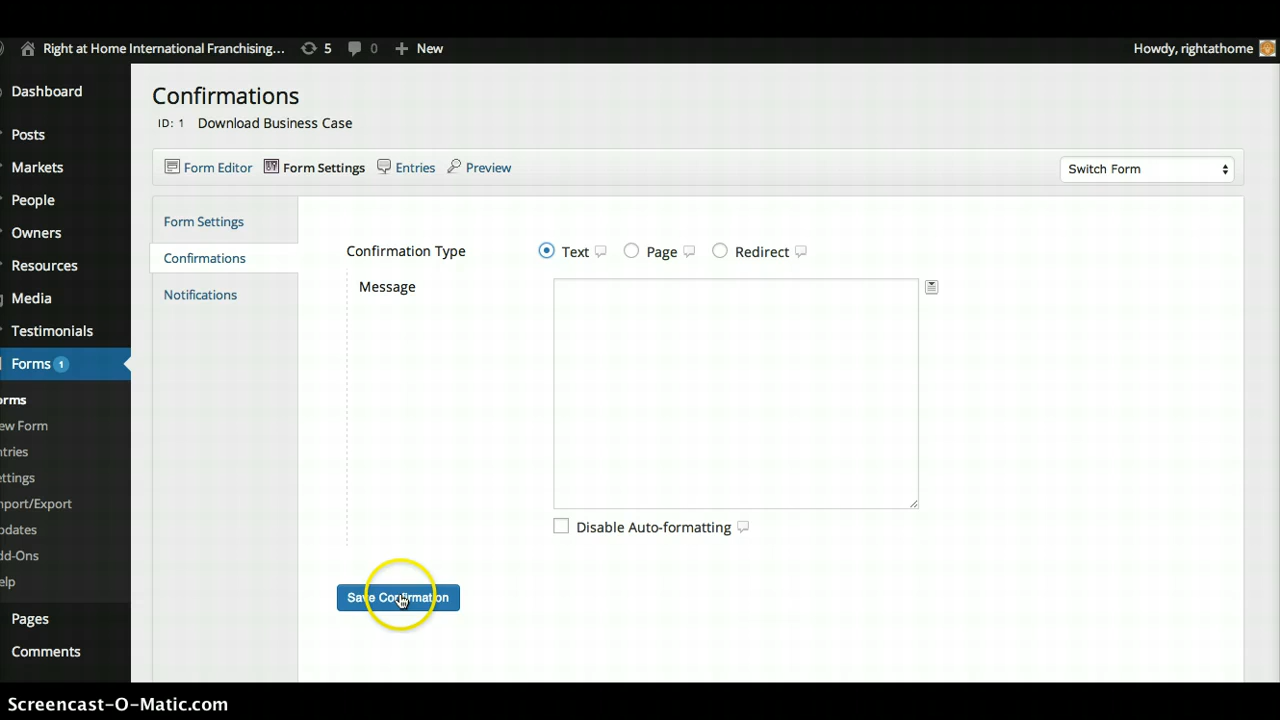 Right at Home International Franchising... 5 0 New Howdy, rightathome
Dashboard
Posts
Markets
People
Owners
Resources
Media
Testimonials
Forms 1
orms
ew Form
ntries
ettings
mport/Export
pdates
dd-Ons
elp
Pages
Comments
Confirmations
ID: 1 Download Business Case
Form Editor Form Settings Entries Preview Switch Form
Form Settings
Confirmations
Notifications
Confirmation Type Text Page Redirect
Message
Disable Auto-formatting
Save Confirmation
Screencast-O-Matic.com